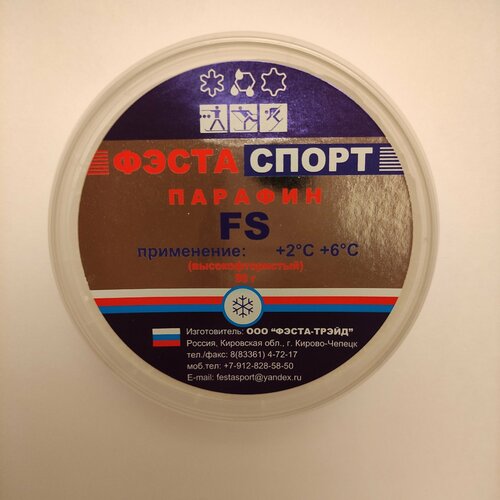 ФЭСТА СПОРТ
ПАРАФИН
FS
применение: +2°С +6°С
(высокофтористый)
Изготовитель: ООО "ФЭСТА-ТРЭЙД"
Россия, Кировская обл., г. Кирово-Чепецк
тел./факс: 8(83361) 4-72-17
моб.тел: +7-912-828-58-50
E-mail: festasport@yandex.ru